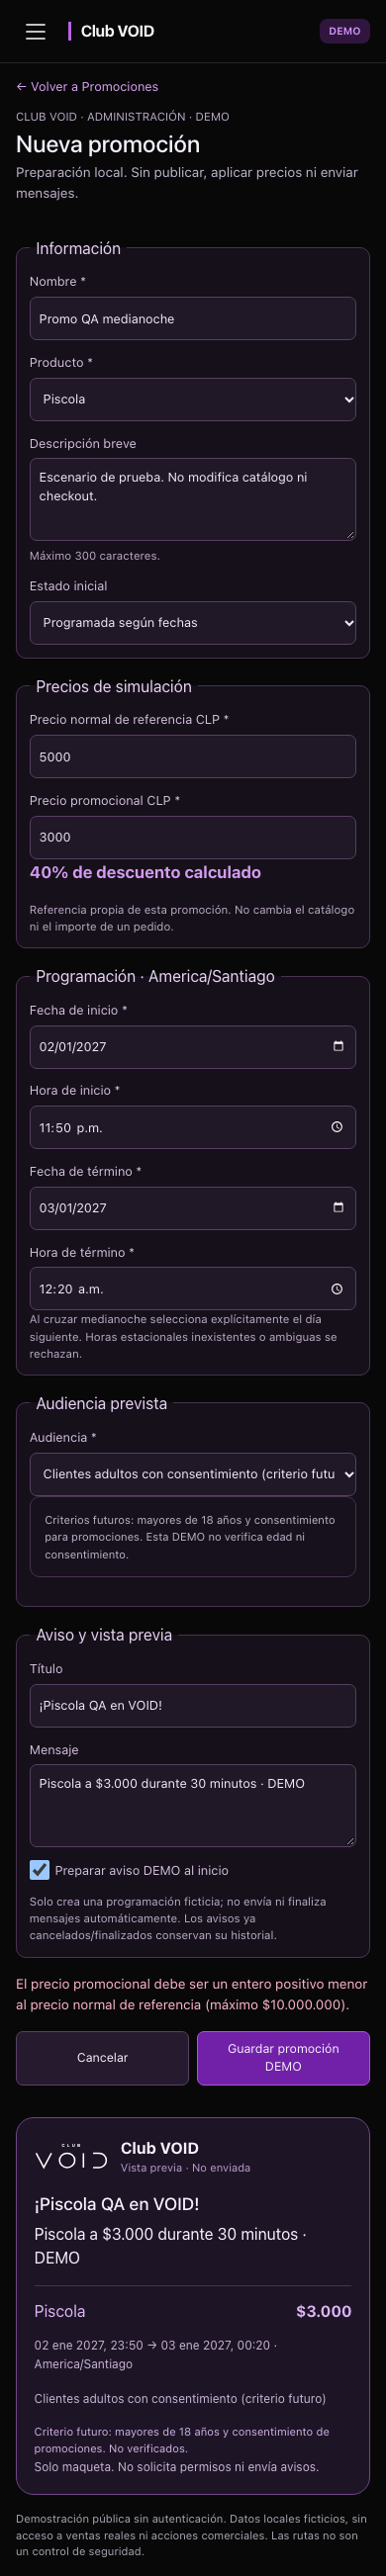 Club VOID
DEMO
← Volver a Promociones
CLUB VOID · ADMINISTRACIÓN · DEMO
Nueva promoción
Preparación local. Sin publicar, aplicar precios ni enviar
mensajes.
Información
Nombre *
Promo QA medianoche
Producto *
Piscola
Descripción breve
Escenario de prueba. No modifica catálogo ni
checkout.
Máximo 300 caracteres.
Estado inicial
Programada según fechas
Precios de simulación
Precio normal de referencia CLP *
5000
Precio promocional CLP *
3000
40% de descuento calculado
Referencia propia de esta promoción. No cambia el catálogo
ni el importe de un pedido.
Programación · America/Santiago
Fecha de inicio *
02/01/2027
Hora de inicio *
11:50 p.m.
Fecha de término *
03/01/2027
Hora de término *
12:20 a.m.
Al cruzar medianoche selecciona explícitamente el día
siguiente. Horas estacionales inexistentes o ambiguas se
rechazan.
Audiencia prevista
Audiencia *
Clientes adultos con consentimiento (criterio futu
Criterios futuros: mayores de 18 años y consentimiento
para promociones. Esta DEMO no verifica edad ni
consentimiento.
Aviso y vista previa
Título
¡Piscola QA en VOID!
Mensaje
Piscola a $3.000 durante 30 minutos · DEMO
Preparar aviso DEMO al inicio
Solo crea una programación ficticia; no envía ni finaliza
mensajes automáticamente. Los avisos ya
cancelados/finalizados conservan su historial.
El precio promocional debe ser un entero positivo menor
al precio normal de referencia (máximo $10.000.000).
Cancelar
Guardar promoción
DEMO
CLUB
VOID
Club VOID
Vista previa · No enviada
¡Piscola QA en VOID!
Piscola a $3.000 durante 30 minutos ·
DEMO
Piscola
$3.000
02 ene 2027, 23:50 → 03 ene 2027, 00:20 ·
America/Santiago
Clientes adultos con consentimiento (criterio futuro)
Criterio futuro: mayores de 18 años y consentimiento de
promociones. No verificados.
Solo maqueta. No solicita permisos ni envía avisos.
Demostración pública sin autenticación. Datos locales ficticios, sin
acceso a ventas reales ni acciones comerciales. Las rutas no son
un control de seguridad.